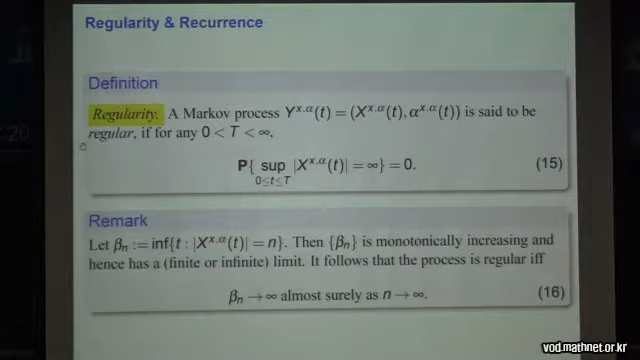 Regularity & Recurrence
Definition
Regularity. A Markov process Y^{x,α}(t) = (X^{x,α}(t), α^{x,α}(t)) is said to be
regular, if for any 0 < T < ∞,
P{ sup_{0≤t≤T} |X^{x,α}(t)| = ∞} = 0. (15)
Remark
Let β_n := inf{t : |X^{x,α}(t)| = n}. Then {β_n} is monotonically increasing and
hence has a (finite or infinite) limit. It follows that the process is regular iff
β_n → ∞ almost surely as n → ∞. (16)
vod.mathnet.or.kr